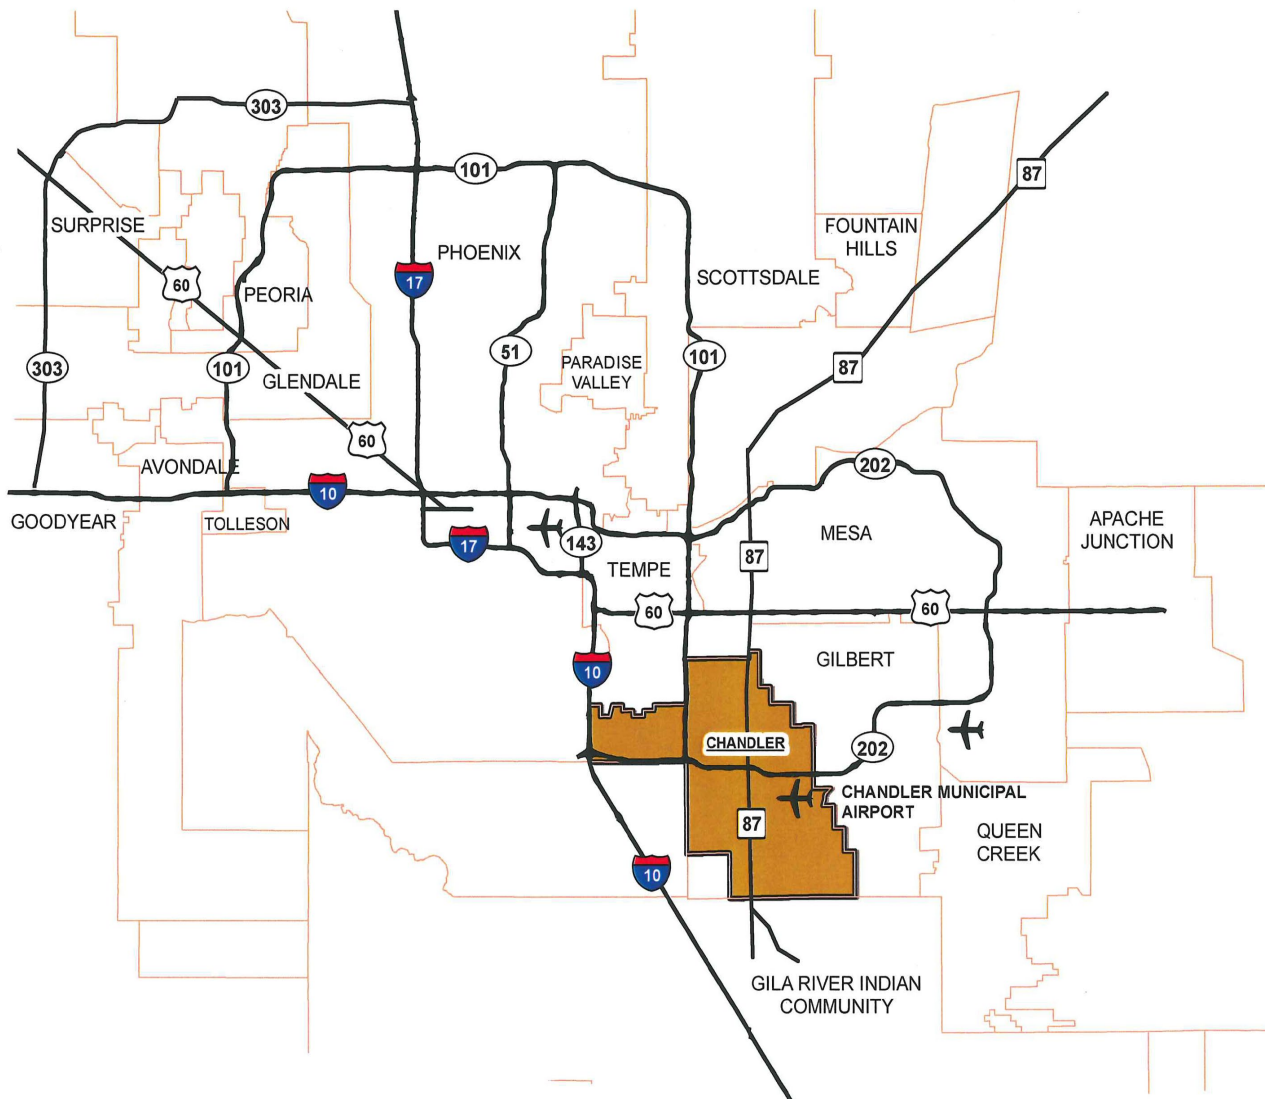 303
101
87
SURPRISE
FOUNTAIN
HILLS
PHOENIX
17
60
PEORIA
SCOTTSDALE
51
101
303
101
87
PARADISE
VALLEY
GLENDALE
60
AVONDALE
202
10
GOODYEAR
TOLLESON
17
143
MESA
APACHE
JUNCTION
87
TEMPE
60
60
10
GILBERT
CHANDLER
202
CHANDLER MUNICIPAL
AIRPORT
87
QUEEN
CREEK
10
GILA RIVER INDIAN
COMMUNITY